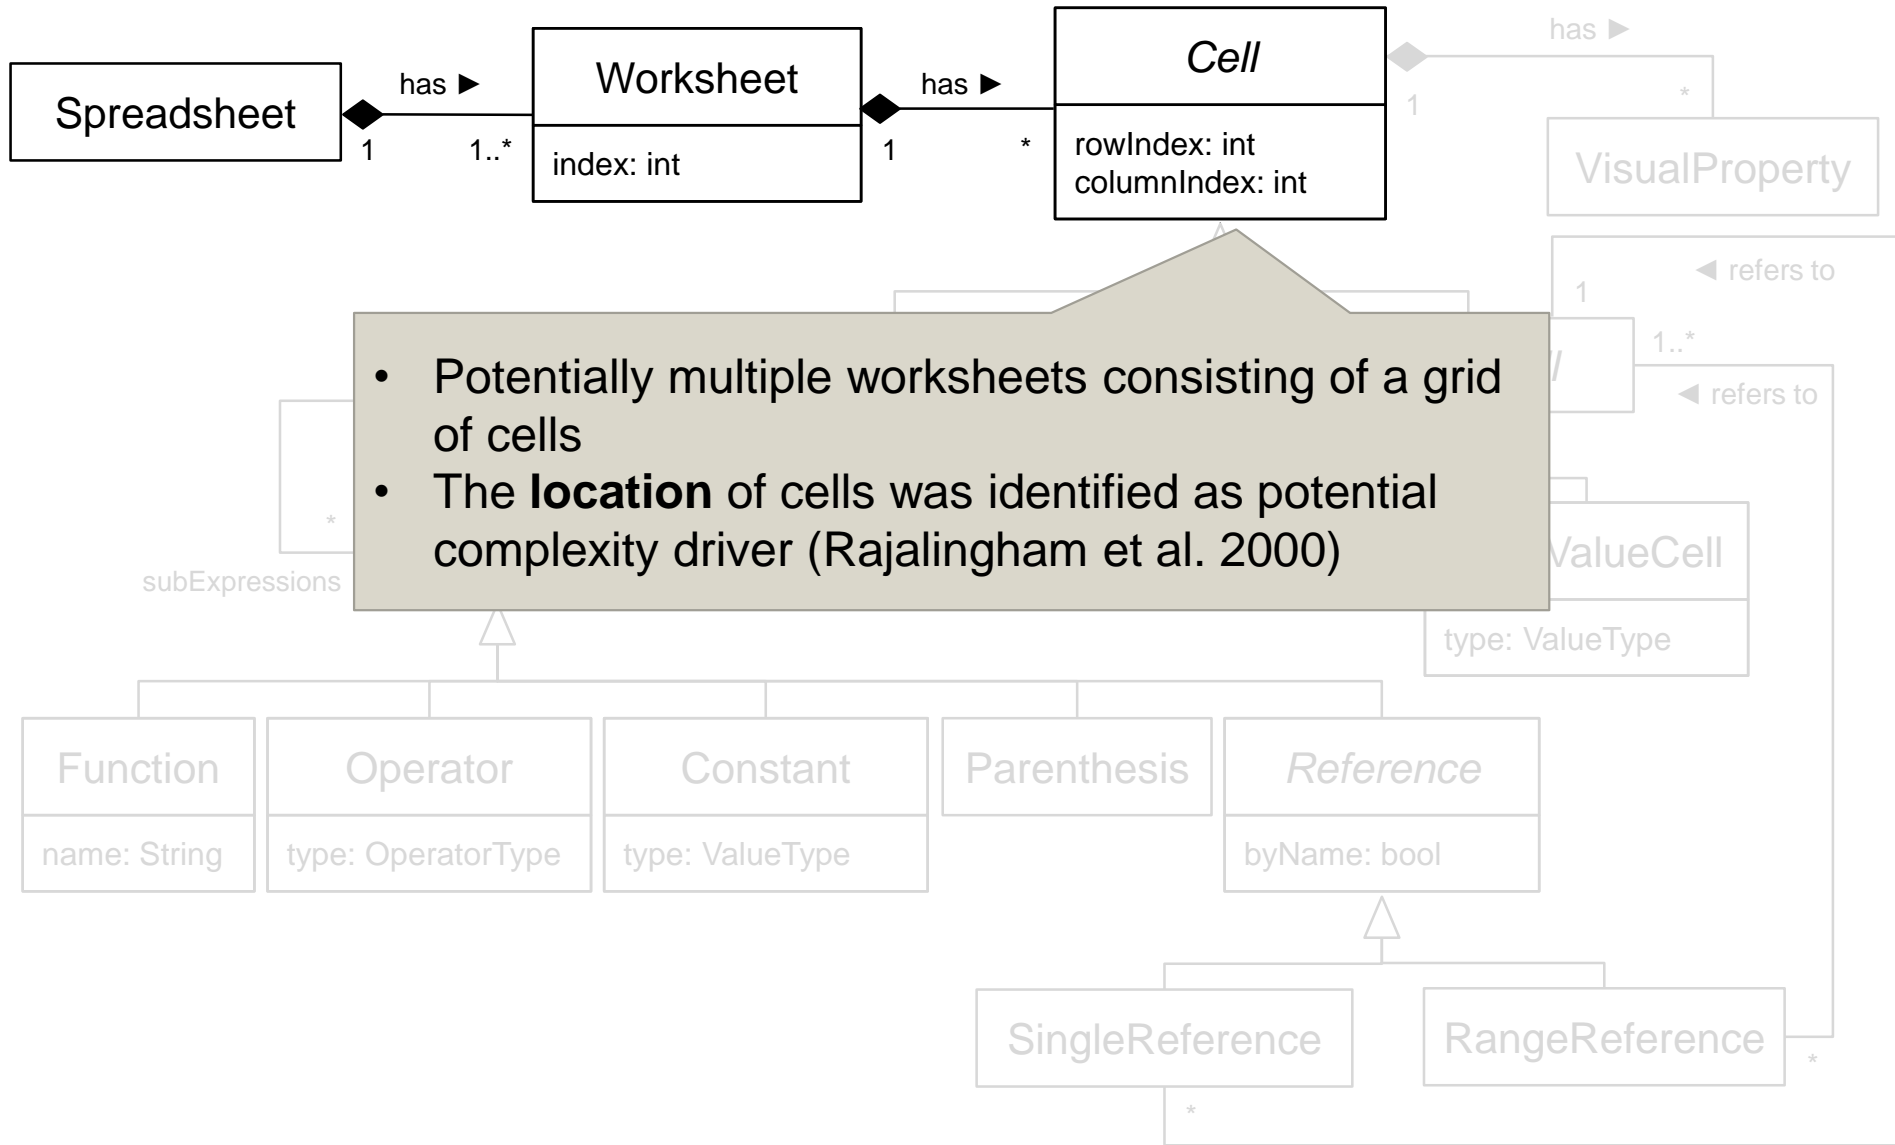 Spreadsheet
1
has ►
1..*
Worksheet
index: int
1
has ►
*
Cell
rowIndex: int
columnIndex: int
has ►
1
*
VisualProperty
◄ refers to
1
1..*
◄ refers to
• Potentially multiple worksheets consisting of a grid
of cells
• The location of cells was identified as potential
complexity driver (Rajalingham et al. 2000)
*
subExpressions
ValueCell
type: ValueType
Function
name: String
Operator
type: OperatorType
Constant
type: ValueType
Parenthesis
Reference
byName: bool
SingleReference
*
RangeReference
*